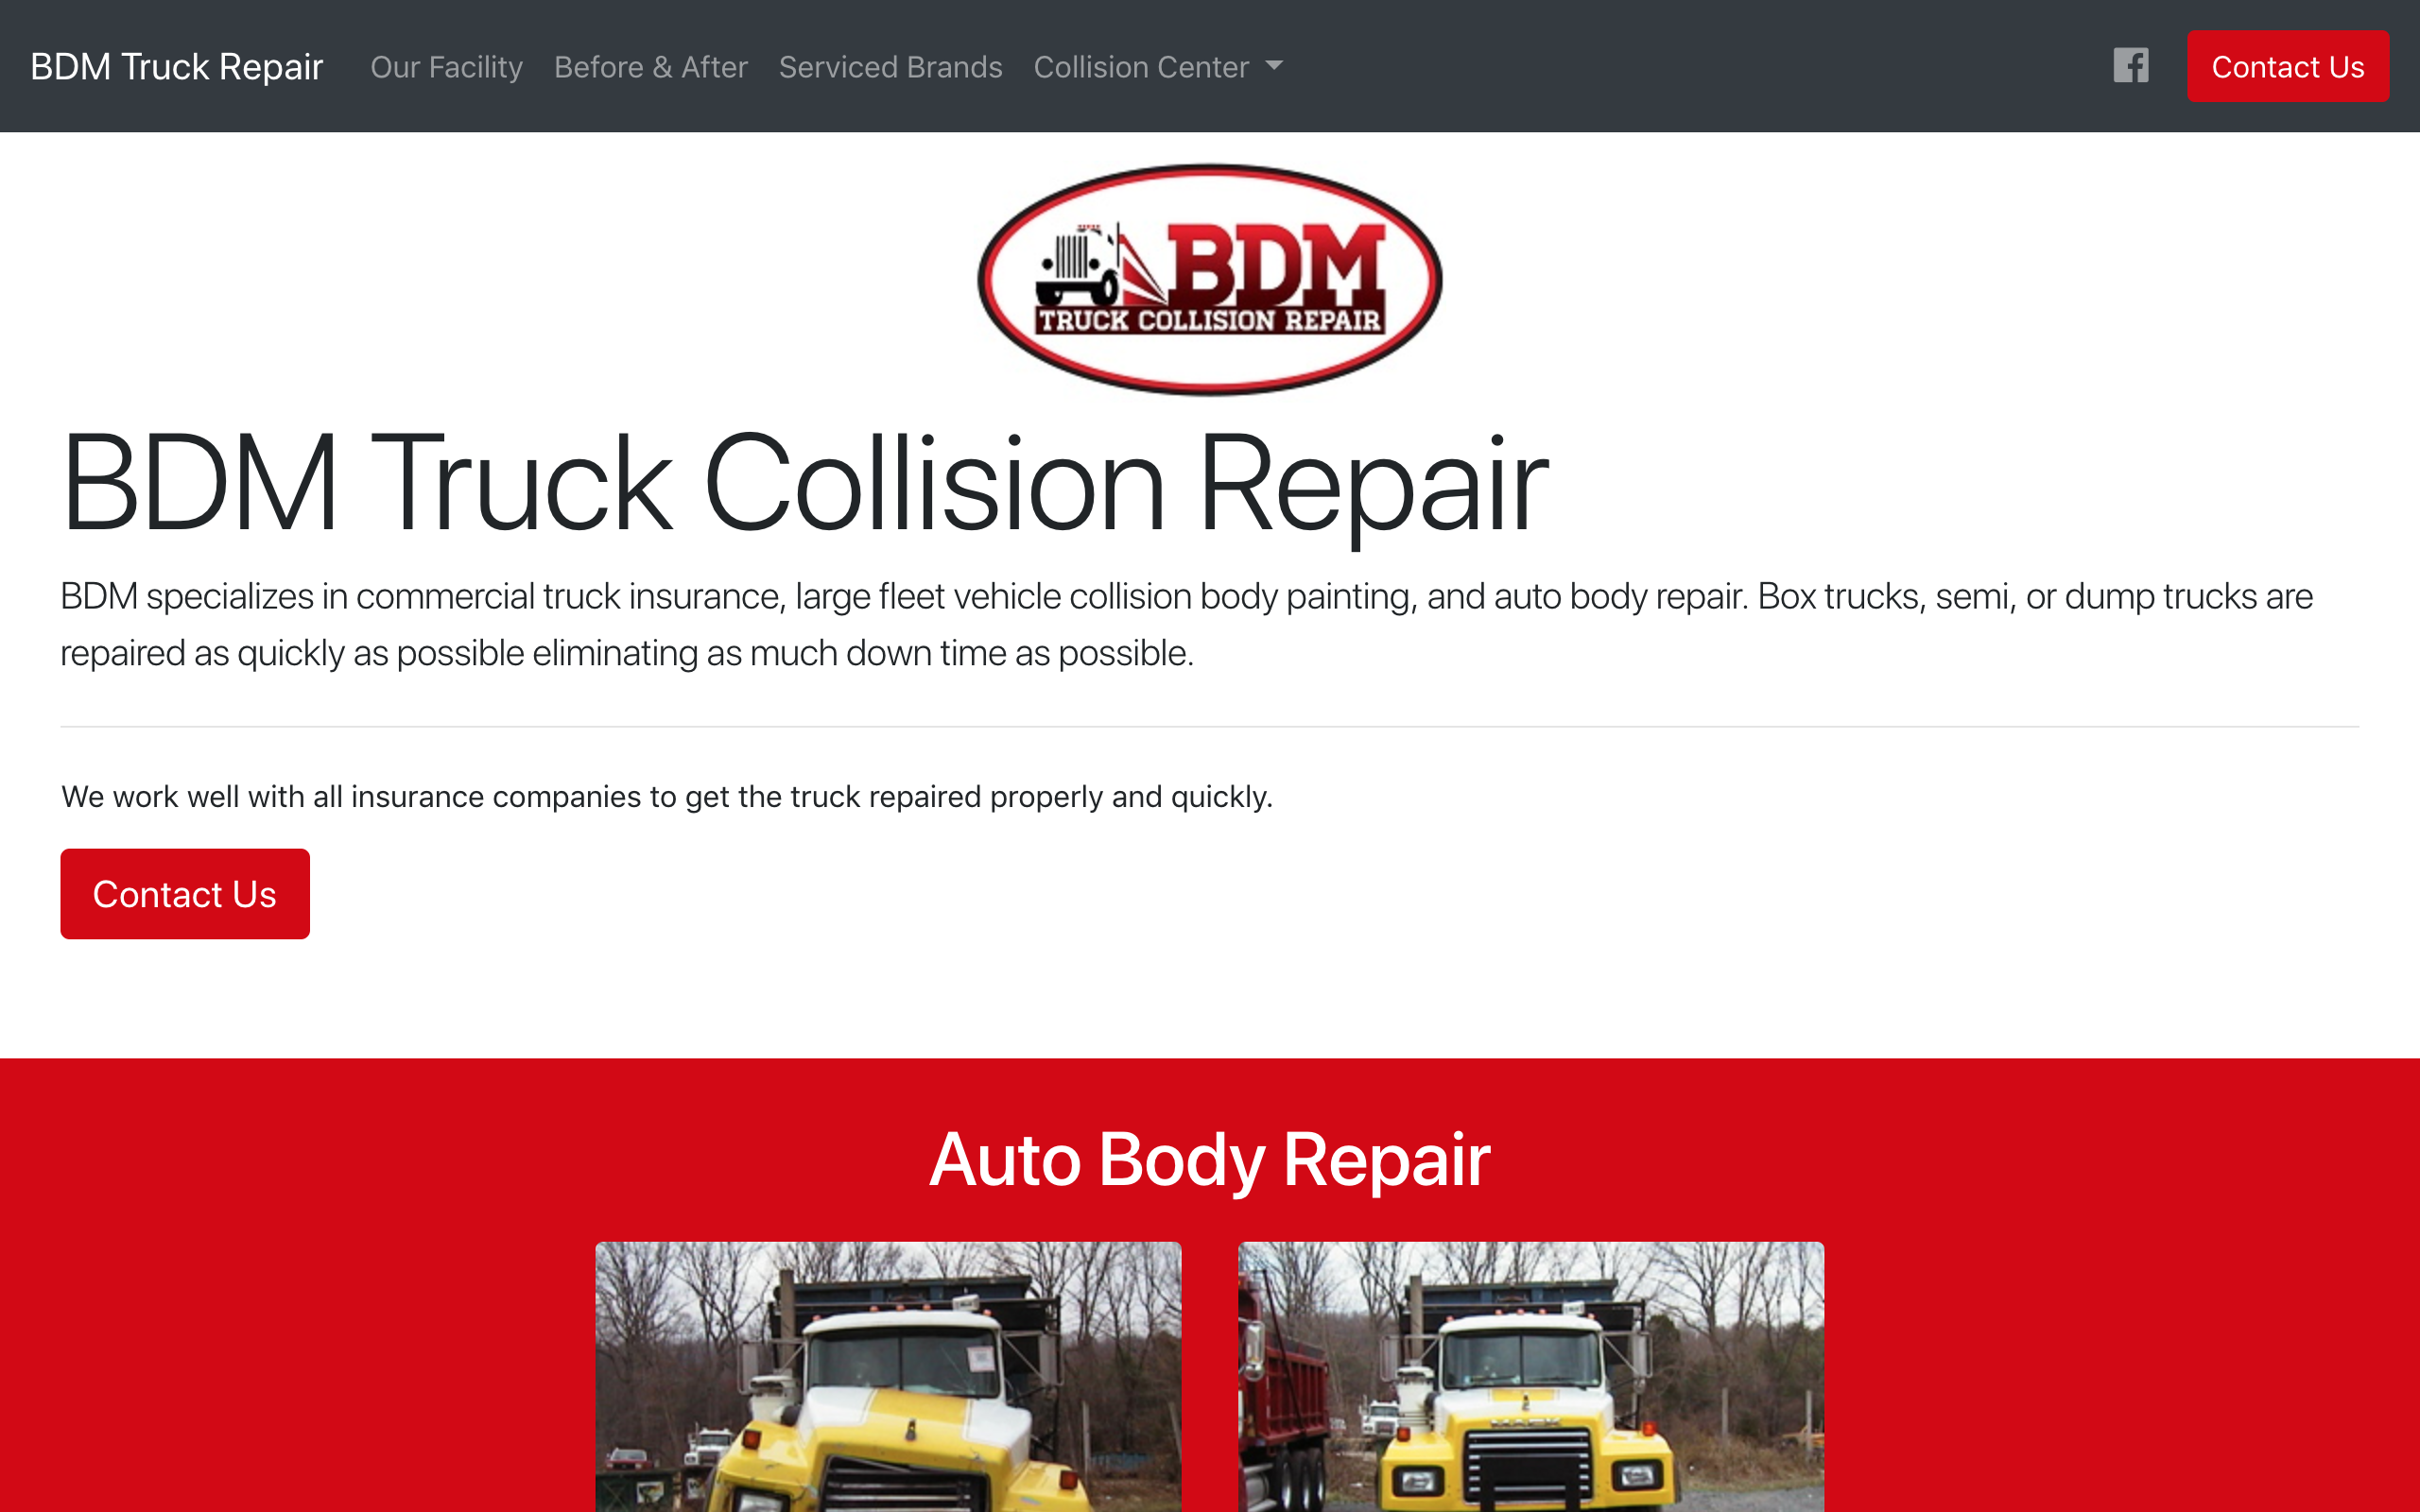 BDM Truck Repair Our Facility Before & After Serviced Brands Collision Center Contact Us
BDM
TRUCK COLLISION REPAIR
BDM Truck Collision Repair
BDM specializes in commercial truck insurance, large fleet vehicle collision body painting, and auto body repair. Box trucks, semi, or dump trucks are
repaired as quickly as possible eliminating as much down time as possible.
We work well with all insurance companies to get the truck repaired properly and quickly.
Contact Us
Auto Body Repair
MACK